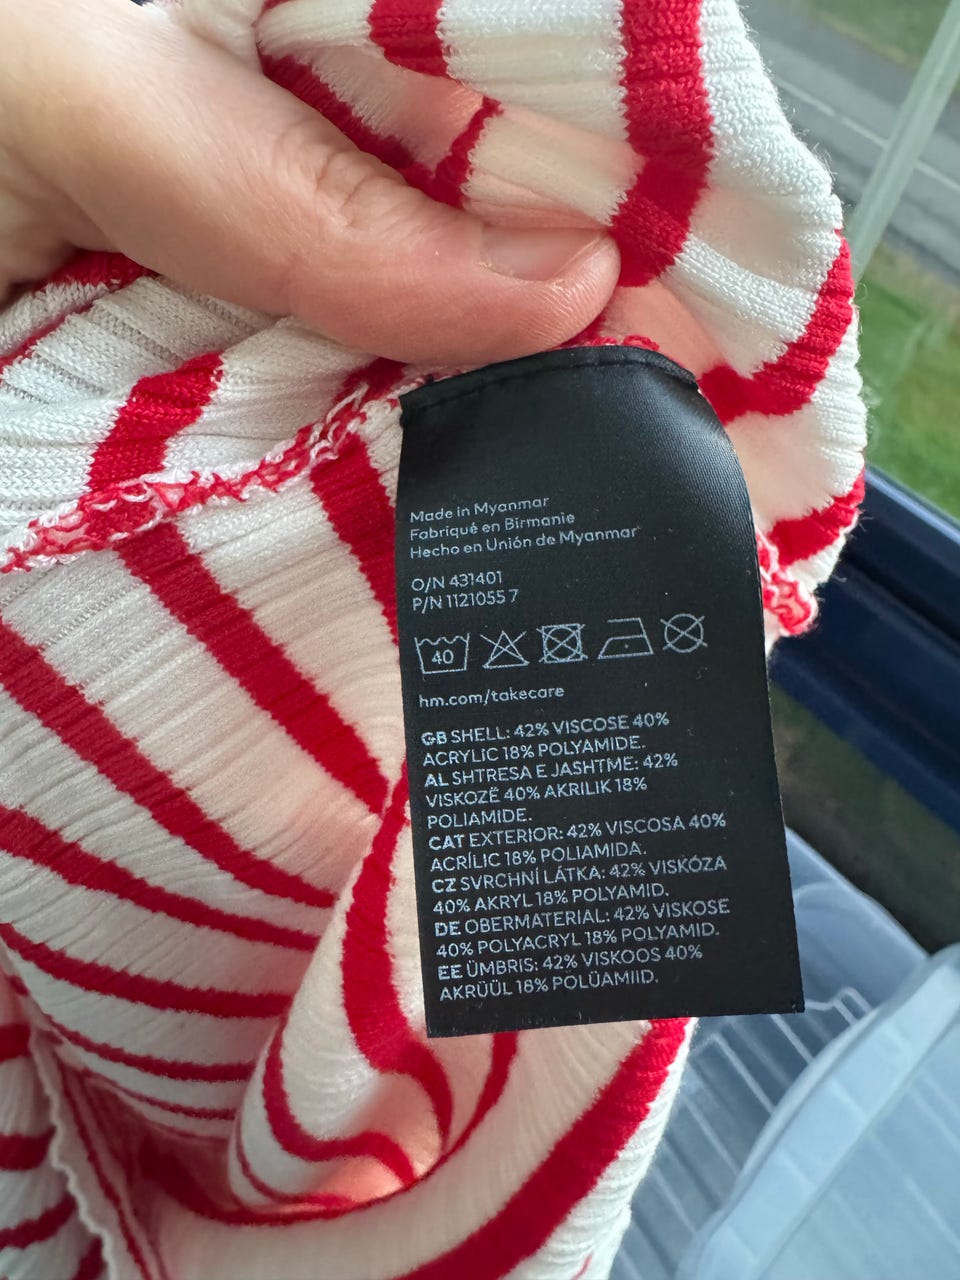 Made in Myanmar
Fabriqué en Birmanie
Hecho en Unión de Myanmar
O/N 431401
P/N 1121055 7
40
hm.com/takecare
GB SHELL: 42% VISCOSE 40%
ACRYLIC 18% POLYAMIDE.
AL SHTRESA E JASHTME: 42%
VISKOZË 40% AKRILIK 18%
POLIAMIDE.
CAT EXTERIOR: 42% VISCOSA 40%
ACRÍLIC 18% POLIAMIDA.
CZ SVRCHNÍ LÁTKA: 42% VISKÓZA
40% AKRYL 18% POLYAMID.
DE OBERMATERIAL: 42% VISKOSE
40% POLYACRYL 18% POLYAMID.
EE ÜMBRIS: 42% VISKOOS 40%
AKRÜÜL 18% POLÜAMIID.